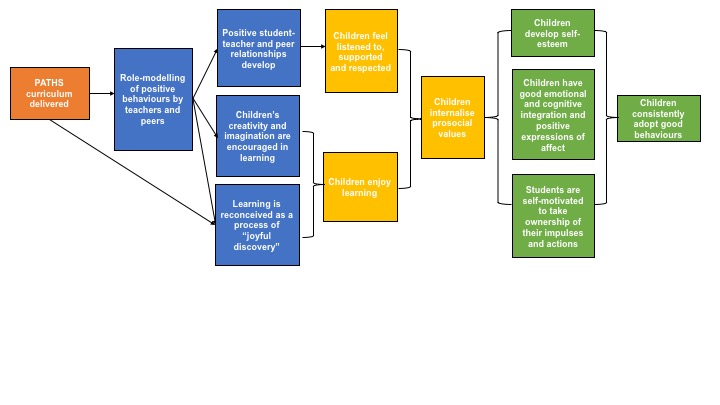 PATHS
curriculum
delivered
Role-modelling
of positive
behaviours by
teachers and
peers
Positive student-
teacher and peer
relationships
develop
Children's
creativity and
imagination are
encouraged in
learning
Learning is
reconceived as a
process of
“joyful
discovery”
Children feel
listened to,
supported
and respected
Children enjoy
learning
Children
internalise
prosocial
values
Children
develop self-
esteem
Children have
good emotional
and cognitive
integration and
positive
expressions of
affect
Students are
self-motivated
to take
ownership of
their impulses
and actions
Children
consistently
adopt good
behaviours